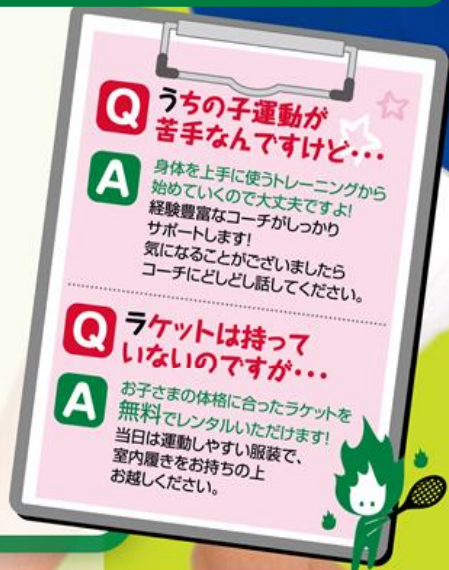 Q うちの子運動が
苦手なんですけど・・・
A 身体を上手に使うトレーニングから
始めていくので大丈夫ですよ!
経験豊富なコーチがしっかり
サポートします!
気になることがございましたら
コーチにどしどし話してください。
Q ラケットは持って
いないのですが・・・
A お子さまの体格に合ったラケットを
無料でレンタルいただけます!
当日は運動しやすい服装で、
室内履きをお持ちの上
お越しください。